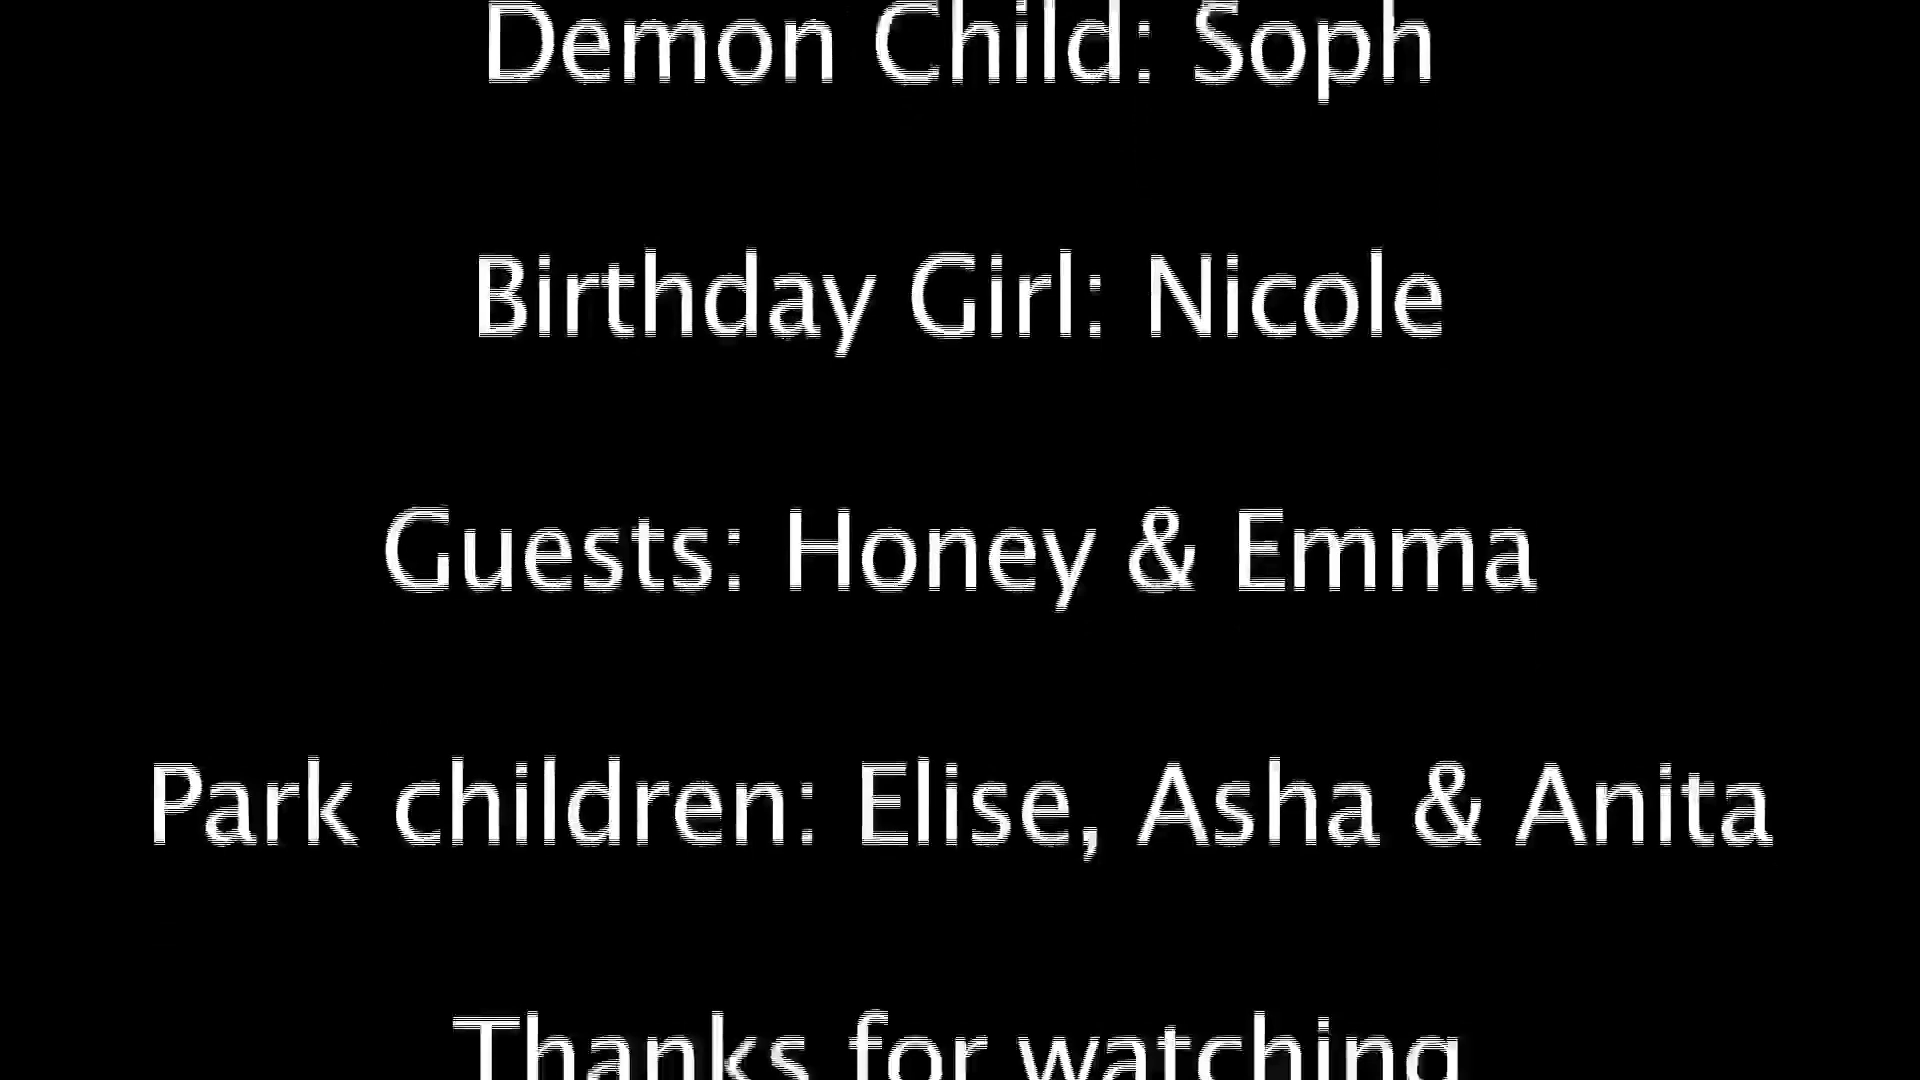 Demon Child: Soph
Birthday Girl: Nicole
Guests: Honey & Emma
Park children: Elise, Asha & Anita
Thanks for watching